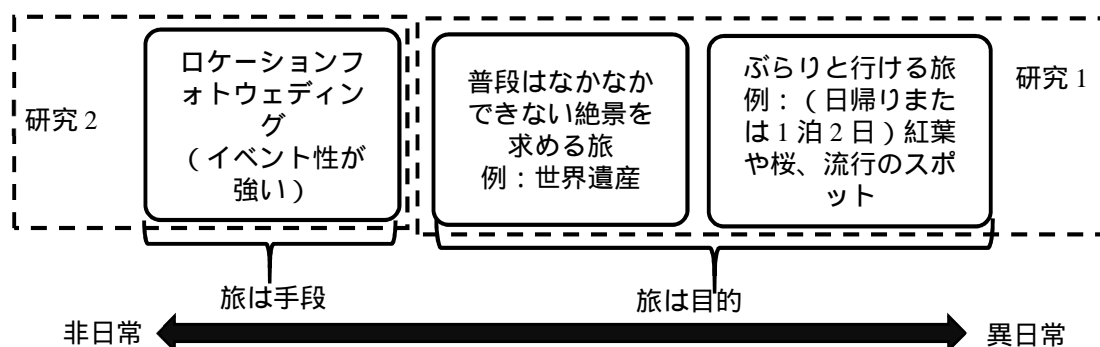 研究 2
ロケーションフ
ォトウェディン
グ
(イベント性が
強い)
普段はなかなか
できない絶景を
求める旅
例:世界遺産
ぶらりと行ける旅
例:(日帰りまた
は 1 泊 2 日)紅葉
や桜、流行のスポ
ット
研究 1
旅は手段
旅は目的
非日常
異日常